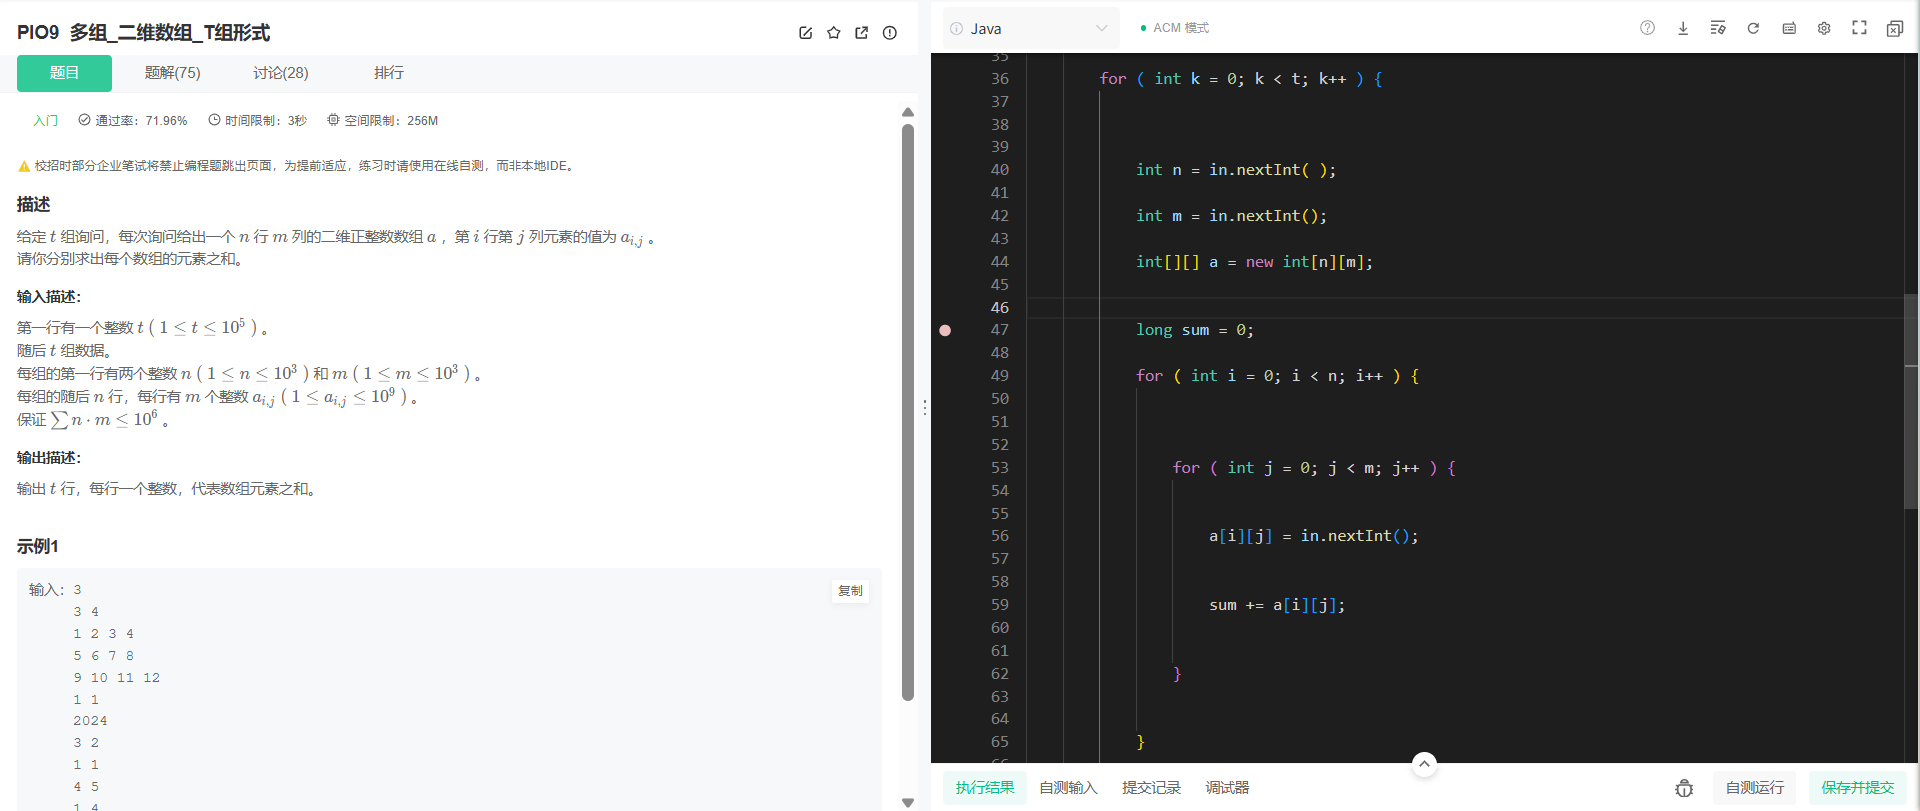 PIO9 多组_二维数组_T组形式
题目 题解(75) 讨论(28) 排行
入门 通过率：71.96% 时间限制：3秒 空间限制：256M
校招时部分企业笔试将禁止编程题跳出页面，为提前适应，练习时请使用在线自测，而非本地IDE。
描述
给定 t 组询问，每次询问给出一个 n 行 m 列的二维正整数数组 a ，第 i 行第 j 列元素的值为 a_{i,j} 。
请你分别求出每个数组的元素之和。
输入描述：
第一行有一个整数 t ( 1 ≤ t ≤ 10^5 ) 。
随后 t 组数据。
每组的第一行有两个整数 n ( 1 ≤ n ≤ 10^3 ) 和 m ( 1 ≤ m ≤ 10^3 ) 。
每组的随后 n 行，每行有 m 个整数 a_{i,j} ( 1 ≤ a_{i,j} ≤ 10^9 ) 。
保证 ∑ n · m ≤ 10^6 。
输出描述：
输出 t 行，每行一个整数，代表数组元素之和。
示例1
输入：3
复制
3 4
1 2 3 4
5 6 7 8
9 10 11 12
1 1
2024
3 2
1 1
4 5
1 4
Java ACM 模式
35
36 for ( int k = 0; k < t; k++ ) {
37
38
39
40 int n = in.nextInt( );
41
42 int m = in.nextInt();
43
44 int[][] a = new int[n][m];
45
46
47 long sum = 0;
48
49 for ( int i = 0; i < n; i++ ) {
50
51
52
53 for ( int j = 0; j < m; j++ ) {
54
55
56 a[i][j] = in.nextInt();
57
58
59 sum += a[i][j];
60
61
62 }
63
64
65 }
66
执行结果 自测输入 提交记录 调试器 自测运行 保存并提交